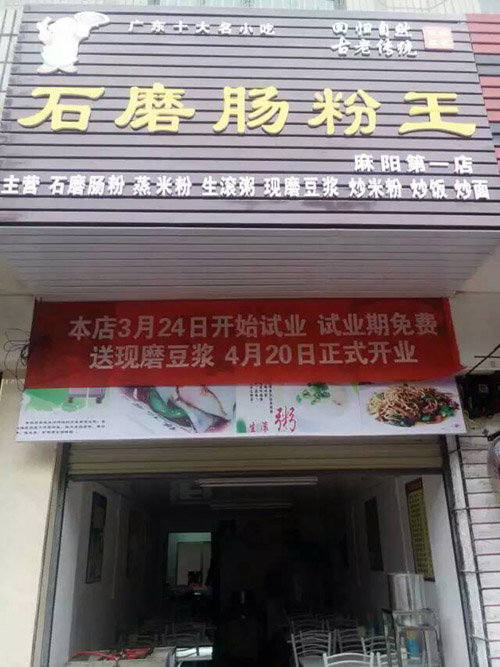 广东十大名小吃
回归自然
古老传统
石磨肠粉王
麻阳第一店
主营 石磨肠粉 蒸米粉 生滚粥 现磨豆浆 炒米粉 炒饭 炒面
本店3月24日开始试业 试业期免费
送现磨豆浆 4月20日正式开业
生滚粥